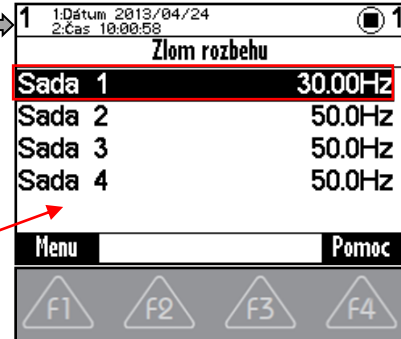 1 1:Dátum 2013/04/24 1
2:Čas 10:00:58
Zlom rozbehu
Sada 1 30.00Hz
Sada 2 50.0Hz
Sada 3 50.0Hz
Sada 4 50.0Hz
Menu Pomoc
F1 F2 F3 F4